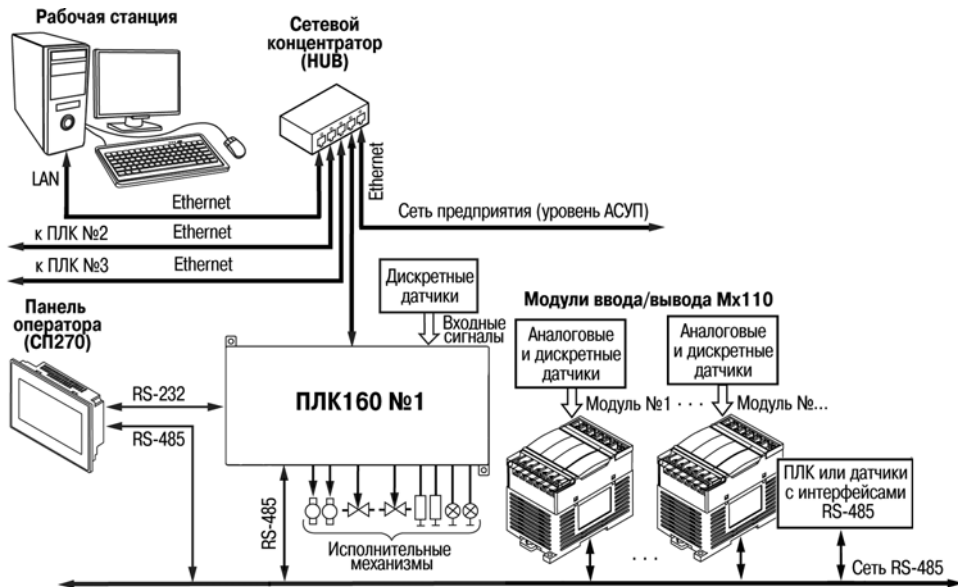 Рабочая станция
Сетевой
концентратор
(HUB)
LAN
Ethernet
Ethernet
Сеть предприятия (уровень АСУП)
к ПЛК №2
Ethernet
к ПЛК №3
Ethernet
Дискретные
датчики
Входные
сигналы
Панель
оператора
(СП270)
RS-232
RS-485
ПЛК160 №1
RS-485
Исполнительные
механизмы
Модули ввода/вывода Мх110
Аналоговые
и дискретные
датчики
Аналоговые
и дискретные
датчики
Модуль №1 · · · Модуль №...
ПЛК или датчики
с интерфейсами
RS-485
. . .
Сеть RS-485